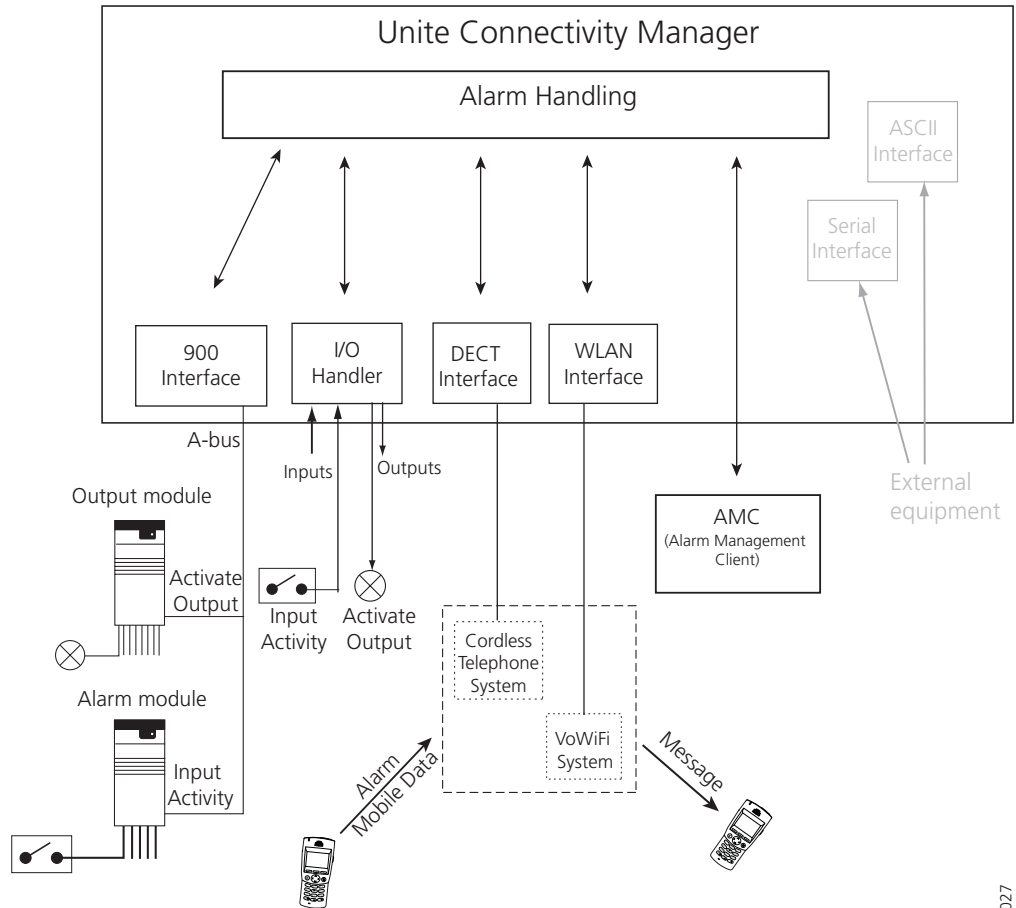 Unite Connectivity Manager
Alarm Handling
ASCII
Interface
Serial
Interface
900
Interface
I/O
Handler
DECT
Interface
WLAN
Interface
A-bus
Inputs
Outputs
External
equipment
Output module
AMC
(Alarm Management
Client)
Activate
Output
Input
Activity
Activate
Output
Cordless
Telephone
System
Alarm module
VoWiFi
System
Input
Activity
Alarm
Mobile Data
Message
027